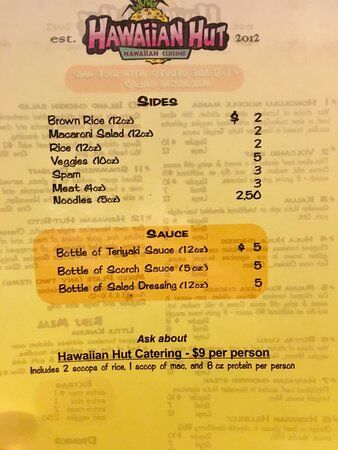 est. HAWAIIAN HUT 2012
HAWAIIAN CUISINE
SIDES
Brown Rice (12oz) $ 2
Macaroni Salad (12oz) 2
Rice (12oz) 2
Veggies (10oz) 5
Spam 3
Meat (4oz) 3
Noodles (5oz) 2.50
SAUCE
Bottle of Teriyaki Sauce (12oz) $ 5
Bottle of Scorch Sauce (5oz) 5
Bottle of Salad Dressing (12oz) 5
Ask about
Hawaiian Hut Catering - $9 per person
Includes 2 scoops of rice, 1 scoop of mac, and 8 oz protein per person